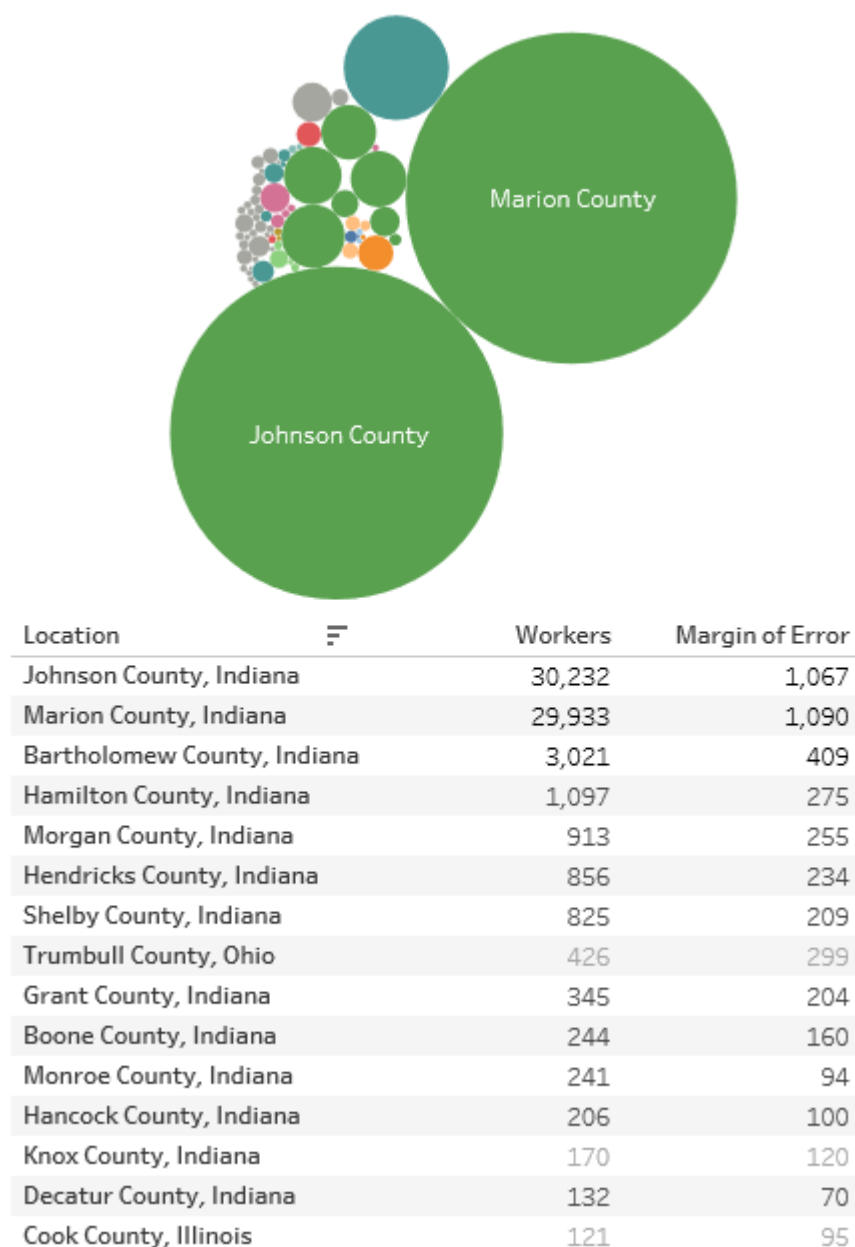 Marion County
Johnson County
Location Workers Margin of Error
Johnson County, Indiana 30,232 1,067
Marion County, Indiana 29,933 1,090
Bartholomew County, Indiana 3,021 409
Hamilton County, Indiana 1,097 275
Morgan County, Indiana 913 255
Hendricks County, Indiana 856 234
Shelby County, Indiana 825 209
Trumbull County, Ohio 426 299
Grant County, Indiana 345 204
Boone County, Indiana 244 160
Monroe County, Indiana 241 94
Hancock County, Indiana 206 100
Knox County, Indiana 170 120
Decatur County, Indiana 132 70
Cook County, Illinois 121 95